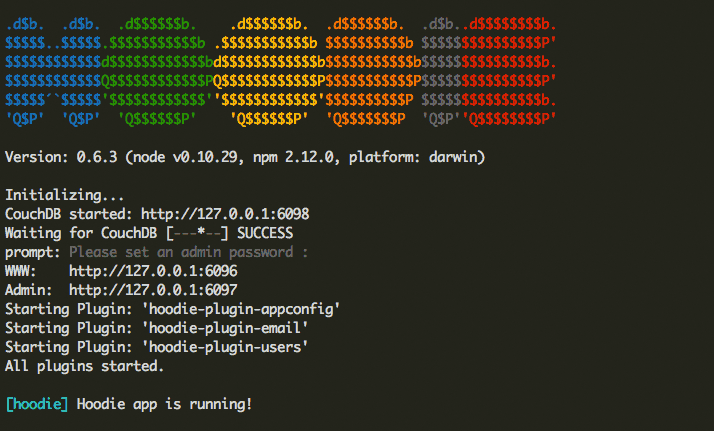 .d$b.  .d$b.   .d$$$$$$b.    .d$$$$$$b.  .d$$$$$$b.   .d$b..d$$$$$$$$b.
$$$$$..$$$$$.$$$$$$$$$$$b .$$$$$$$$$$$b $$$$$$$$$$b $$$$$$$$$$$$$$$P'
$$$$$$$$$$$$d$$$$$$$$$$$$bd$$$$$$$$$$$$b$$$$$$$$$$$b$$$$$$$$$$$$$$$b.
$$$$$$$$$$$$Q$$$$$$$$$$$$PQ$$$$$$$$$$$$P$$$$$$$$$$$P$$$$$$$$$$$$$$$P'
$$$$$´`$$$$$'$$$$$$$$$$$$''$$$$$$$$$$$$'$$$$$$$$$$P $$$$$$$$$$$$$$$b.
'Q$P'  'Q$P'  'Q$$$$$$P'    'Q$$$$$$P'  'Q$$$$$$$P  'Q$P''Q$$$$$$$$P'
Version: 0.6.3 (node v0.10.29, npm 2.12.0, platform: darwin)
Initializing...
CouchDB started: http://127.0.0.1:6098
Waiting for CouchDB [---*--] SUCCESS
prompt: Please set an admin password :
WWW:    http://127.0.0.1:6096
Admin:  http://127.0.0.1:6097
Starting Plugin: 'hoodie-plugin-appconfig'
Starting Plugin: 'hoodie-plugin-email'
Starting Plugin: 'hoodie-plugin-users'
All plugins started.
[hoodie] Hoodie app is running!